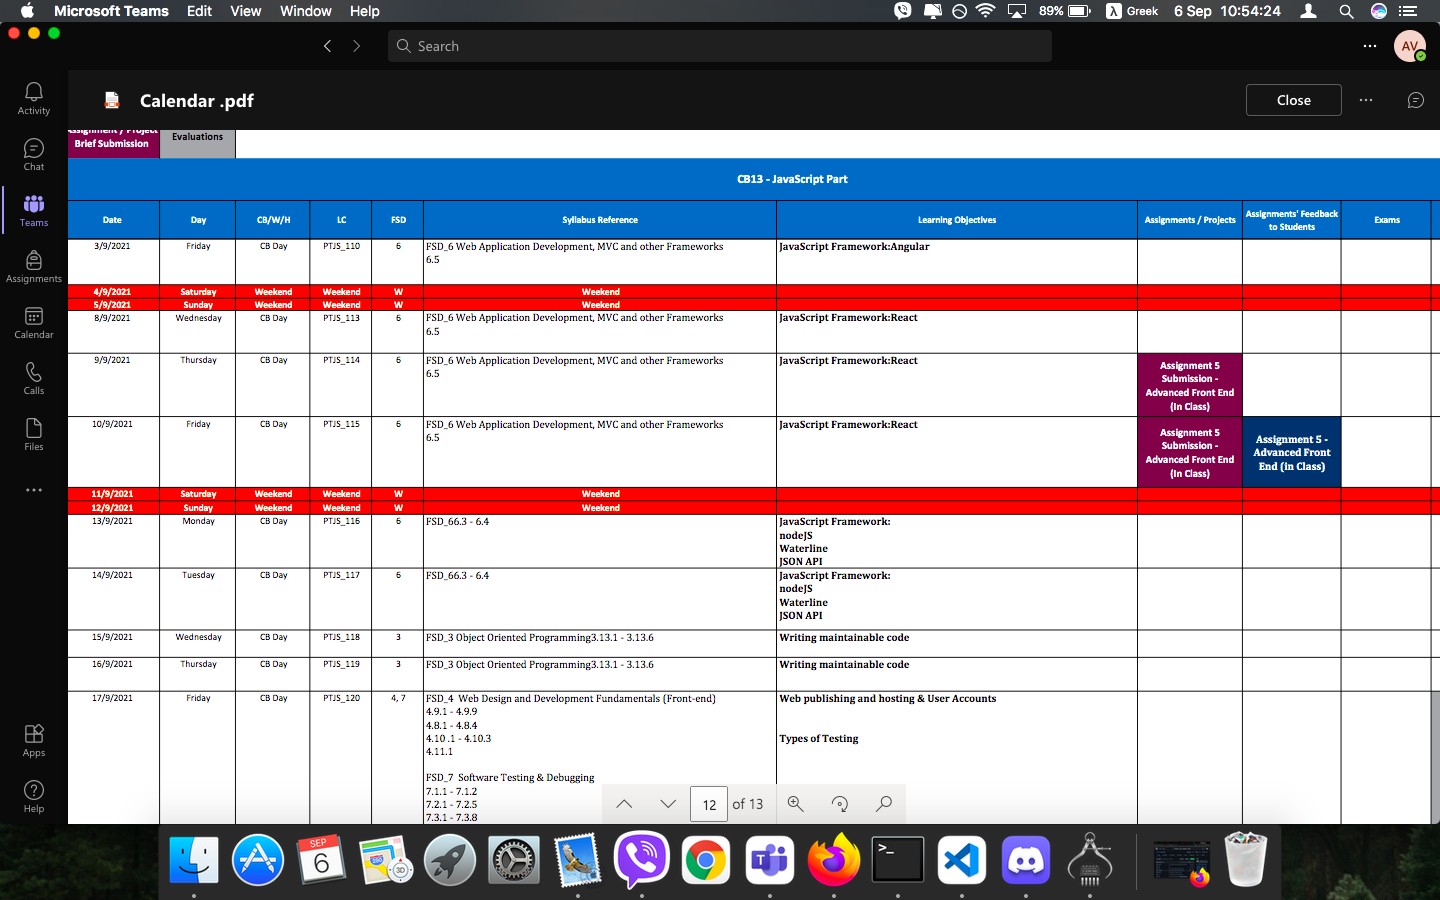 Microsoft Teams Edit View Window Help 89% Greek 6 Sep 10:54:24
Search
AV
Calendar .pdf Close
Activity
Chat
Teams
Assignments
Calendar
Calls
Files
Apps
Help
Assignment / Project
Brief Submission
Evaluations
CB13 - JavaScript Part
Date Day CB/W/H LC FSD Syllabus Reference Learning Objectives Assignments / Projects Assignments' Feedback to Students Exams
3/9/2021 Friday CB Day PTJS_110 6 FSD_6 Web Application Development, MVC and other Frameworks JavaScript Framework:Angular
6.5
4/9/2021 Saturday Weekend Weekend W Weekend
5/9/2021 Sunday Weekend Weekend W Weekend
8/9/2021 Wednesday CB Day PTJS_113 6 FSD_6 Web Application Development, MVC and other Frameworks JavaScript Framework:React
6.5
9/9/2021 Thursday CB Day PTJS_114 6 FSD_6 Web Application Development, MVC and other Frameworks JavaScript Framework:React
6.5
Assignment 5
Submission -
Advanced Front End
(In Class)
10/9/2021 Friday CB Day PTJS_115 6 FSD_6 Web Application Development, MVC and other Frameworks JavaScript Framework:React
6.5
Assignment 5
Submission -
Advanced Front End
(In Class)
Assignment 5 -
Advanced Front
End (in Class)
11/9/2021 Saturday Weekend Weekend W Weekend
12/9/2021 Sunday Weekend Weekend W Weekend
13/9/2021 Monday CB Day PTJS_116 6 FSD_66.3 - 6.4 JavaScript Framework:
nodeJS
Waterline
JSON API
14/9/2021 Tuesday CB Day PTJS_117 6 FSD_66.3 - 6.4 JavaScript Framework:
nodeJS
Waterline
JSON API
15/9/2021 Wednesday CB Day PTJS_118 3 FSD_3 Object Oriented Programming3.13.1 - 3.13.6 Writing maintainable code
16/9/2021 Thursday CB Day PTJS_119 3 FSD_3 Object Oriented Programming3.13.1 - 3.13.6 Writing maintainable code
17/9/2021 Friday CB Day PTJS_120 4, 7 FSD_4 Web Design and Development Fundamentals (Front-end) Web publishing and hosting & User Accounts
4.9.1 - 4.9.9
4.8.1 - 4.8.4
4.10 .1 - 4.10.3 Types of Testing
4.11.1
FSD_7 Software Testing & Debugging
7.1.1 - 7.1.2
7.2.1 - 7.2.5
7.3.1 - 7.3.8
12 of 13
SEP
6
3D